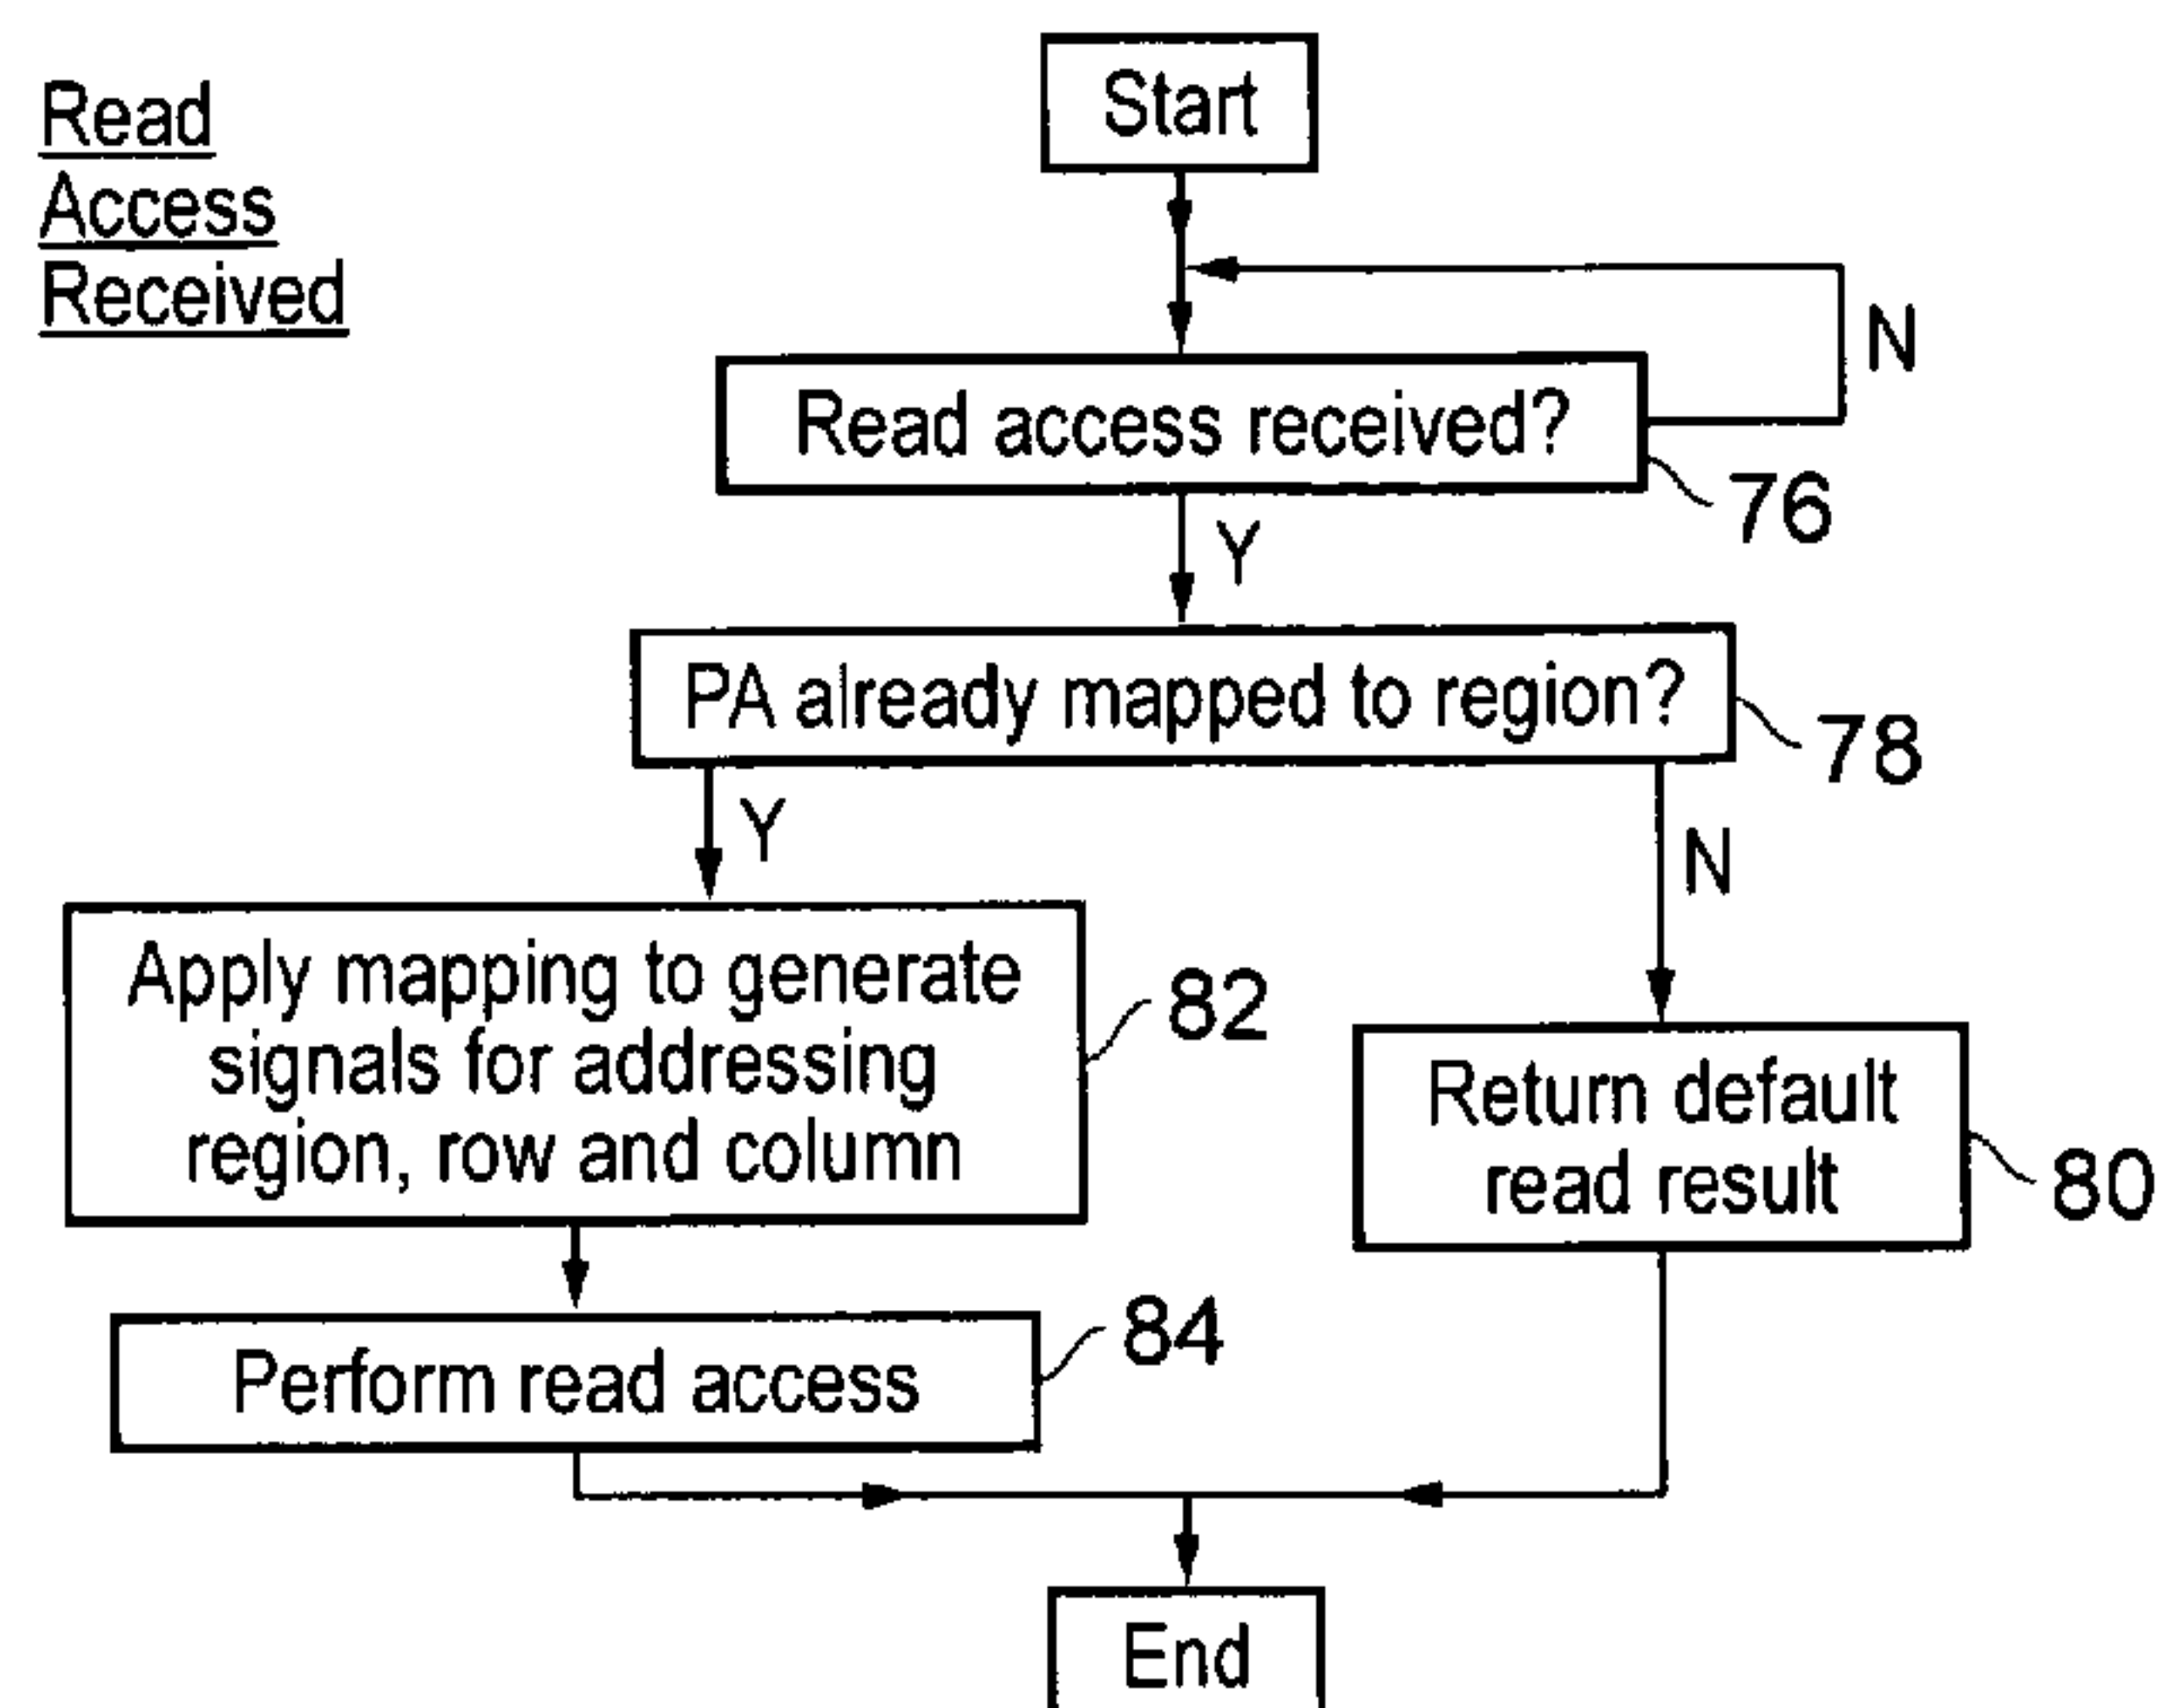 Read
Access
Received
Start
N
Read access received?
76
Y
PA already mapped to region?
78
Y
N
Apply mapping to generate
signals for addressing
region, row and column
82
Return default
read result
80
Perform read access
84
End